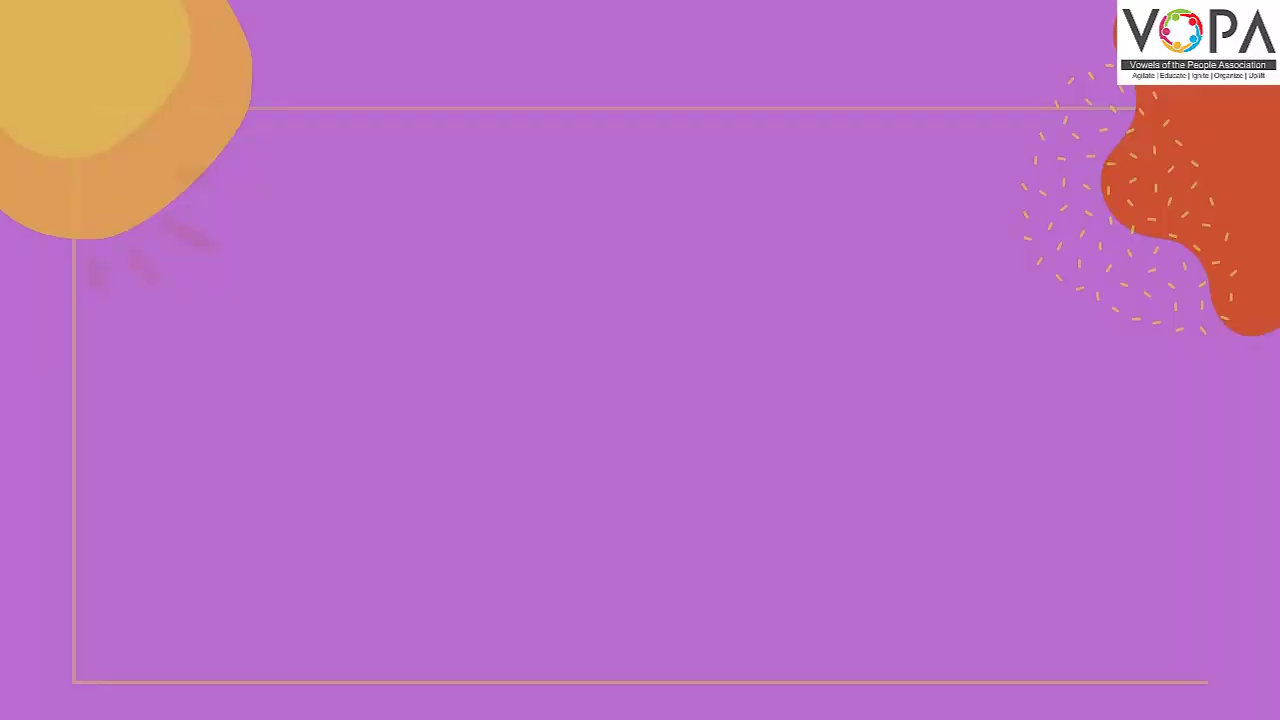 VOPA
Vowels of the People Association
Agitate | Educate | Ignite | Organize | Uplift